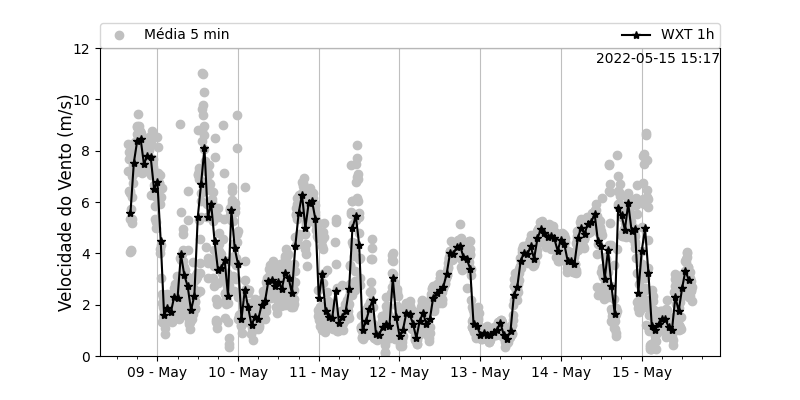 Média 5 min
WXT 1h
2022-05-15 15:17
Velocidade do Vento (m/s)
12
10
8
6
4
2
0
09 - May
10 - May
11 - May
12 - May
13 - May
14 - May
15 - May